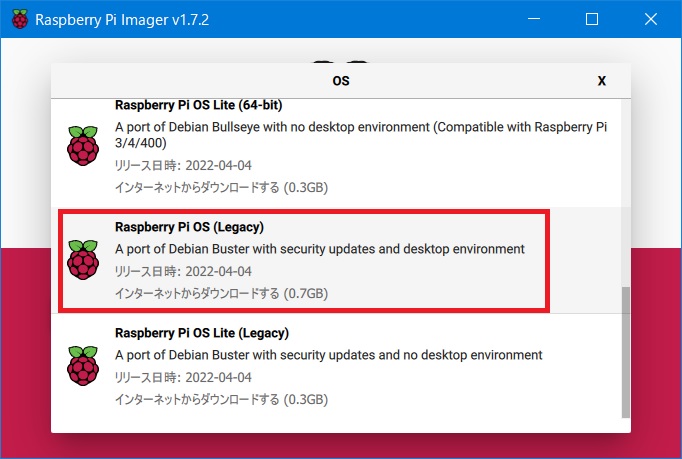 Raspberry Pi Imager v1.7.2
OS
X
Raspberry Pi OS Lite (64-bit)
A port of Debian Bullseye with no desktop environment (Compatible with Raspberry Pi
3/4/400)
リリース日時: 2022-04-04
インターネットからダウンロードする (0.3GB)
Raspberry Pi OS (Legacy)
A port of Debian Buster with security updates and desktop environment
リリース日時: 2022-04-04
インターネットからダウンロードする (0.7GB)
Raspberry Pi OS Lite (Legacy)
A port of Debian Buster with security updates and no desktop environment
リリース日時: 2022-04-04
インターネットからダウンロードする (0.3GB)